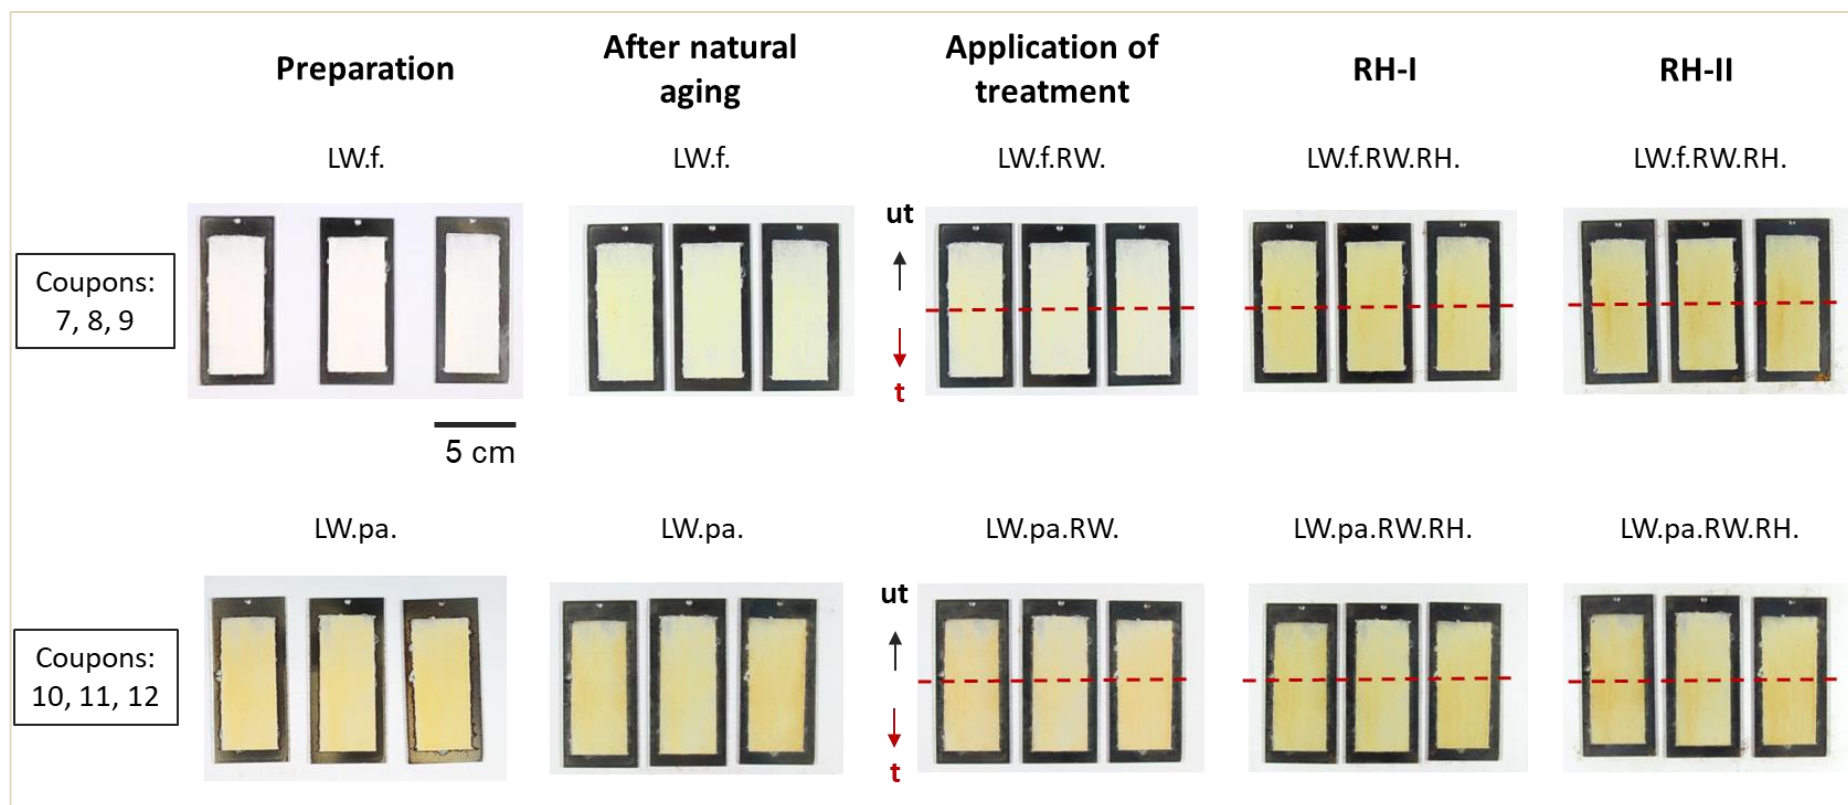 Preparation
After natural
aging
Application of
treatment
RH-I
RH-II
LW.f.
LW.f.
LW.f.RW.
LW.f.RW.RH.
LW.f.RW.RH.
Coupons:
7, 8, 9
ut
t
5 cm
LW.pa.
LW.pa.
LW.pa.RW.
LW.pa.RW.RH.
LW.pa.RW.RH.
Coupons:
10, 11, 12
ut
t